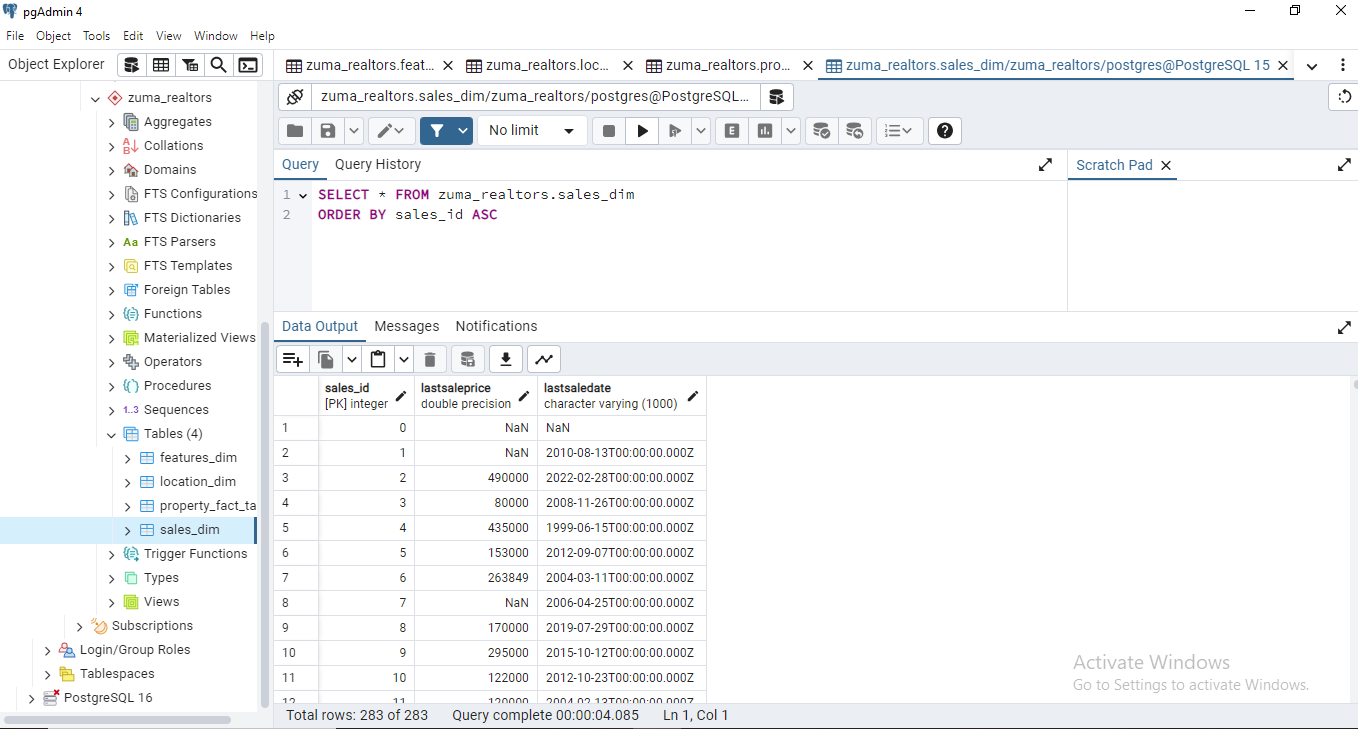 pgAdmin 4
File Object Tools Edit View Window Help
Object Explorer
zuma_realtors.feat... zuma_realtors.loc... zuma_realtors.pro... zuma_realtors.sales_dim/zuma_realtors/postgres@PostgreSQL 15
zuma_realtors
Aggregates
Collations
Domains
FTS Configurations
FTS Dictionaries
Aa FTS Parsers
FTS Templates
Foreign Tables
Functions
Materialized Views
Operators
Procedures
1..3 Sequences
Tables (4)
features_dim
location_dim
property_fact_ta
sales_dim
Trigger Functions
Types
Views
Subscriptions
Login/Group Roles
Tablespaces
PostgreSQL 16
zuma_realtors.sales_dim/zuma_realtors/postgres@PostgreSQL...
No limit
E
Query Query History
Scratch Pad
1 SELECT * FROM zuma_realtors.sales_dim
2 ORDER BY sales_id ASC
Data Output Messages Notifications
sales_id lastsaleprice lastsaledate
[PK] integer double precision character varying (1000)
1 0 NaN NaN
2 1 NaN 2010-08-13T00:00:00.000Z
3 2 490000 2022-02-28T00:00:00.000Z
4 3 80000 2008-11-26T00:00:00.000Z
5 4 435000 1999-06-15T00:00:00.000Z
6 5 153000 2012-09-07T00:00:00.000Z
7 6 263849 2004-03-11T00:00:00.000Z
8 7 NaN 2006-04-25T00:00:00.000Z
9 8 170000 2019-07-29T00:00:00.000Z
10 9 295000 2015-10-12T00:00:00.000Z
11 10 122000 2012-10-23T00:00:00.000Z
12 11 120000 2004-02-13T00:00:00.000Z
Activate Windows
Go to Settings to activate Windows.
Total rows: 283 of 283 Query complete 00:00:04.085 Ln 1, Col 1